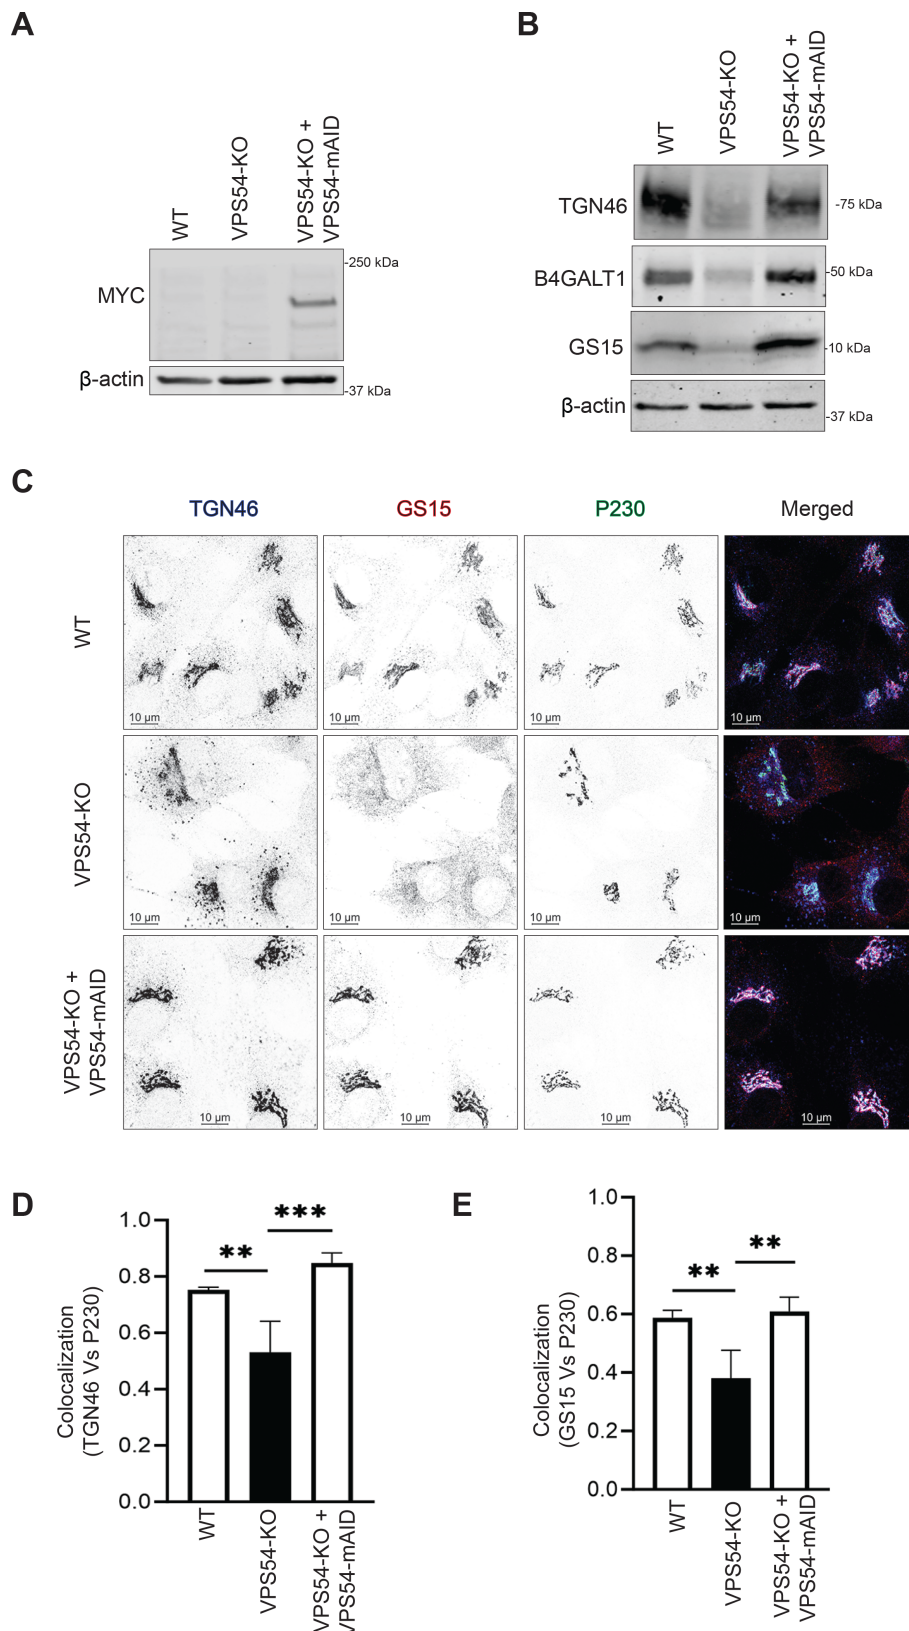 A
WT
VPS54-KO
VPS54-KO +
VPS54-mAID
-250 kDa
MYC
β-actin
-37 kDa
B
WT
VPS54-KO
VPS54-KO +
VPS54-mAID
TGN46
-75 kDa
B4GALT1
-50 kDa
GS15
-10 kDa
β-actin
-37 kDa
C
TGN46
GS15
P230
Merged
WT
10 µm
10 µm
10 µm
10 µm
VPS54-KO
10 µm
10 µm
10 µm
10 µm
VPS54-KO +
VPS54-mAID
10 µm
10 µm
10 µm
10 µm
D
Colocalization
(TGN46 Vs P230)
1.0
0.8
0.6
0.4
0.2
0.0
**
***
WT
VPS54-KO
VPS54-KO +
VPS54-mAID
E
Colocalization
(GS15 Vs P230)
1.0
0.8
0.6
0.4
0.2
0.0
**
**
WT
VPS54-KO
VPS54-KO +
VPS54-mAID